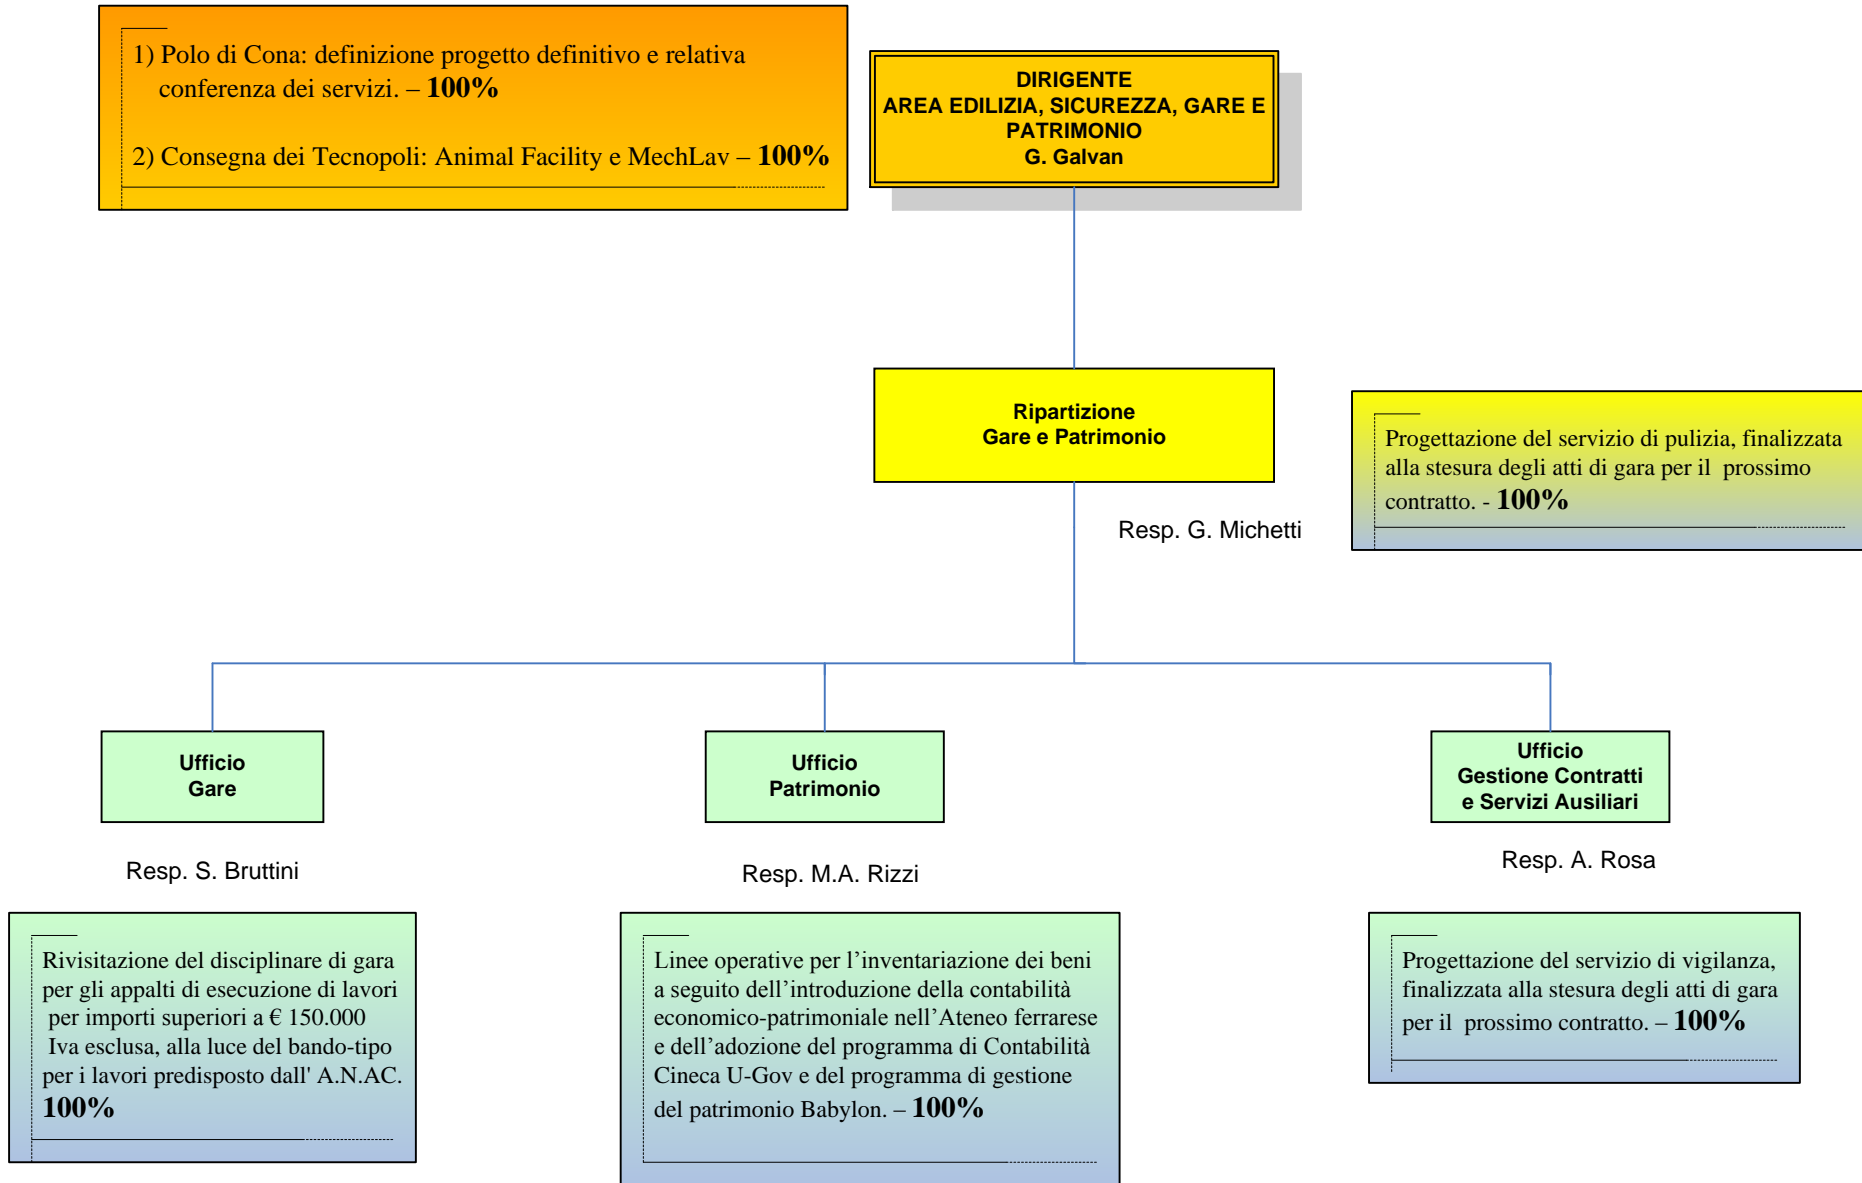 1) Polo di Cona: definizione progetto definitivo e relativa
conferenza dei servizi. – 100%
2) Consegna dei Tecnopoli: Animal Facility e MechLav – 100%
DIRIGENTE
AREA EDILIZIA, SICUREZZA, GARE E
PATRIMONIO
G. Galvan
Ripartizione
Gare e Patrimonio
Resp. G. Michetti
Progettazione del servizio di pulizia, finalizzata
alla stesura degli atti di gara per il prossimo
contratto. - 100%
Ufficio
Gare
Resp. S. Bruttini
Rivisitazione del disciplinare di gara
per gli appalti di esecuzione di lavori
per importi superiori a € 150.000
Iva esclusa, alla luce del bando-tipo
per i lavori predisposto dall' A.N.AC.
100%
Ufficio
Patrimonio
Resp. M.A. Rizzi
Linee operative per l’inventariazione dei beni
a seguito dell’introduzione della contabilità
economico-patrimoniale nell’Ateneo ferrarese
e dell’adozione del programma di Contabilità
Cineca U-Gov e del programma di gestione
del patrimonio Babylon. – 100%
Ufficio
Gestione Contratti
e Servizi Ausiliari
Resp. A. Rosa
Progettazione del servizio di vigilanza,
finalizzata alla stesura degli atti di gara
per il prossimo contratto. – 100%